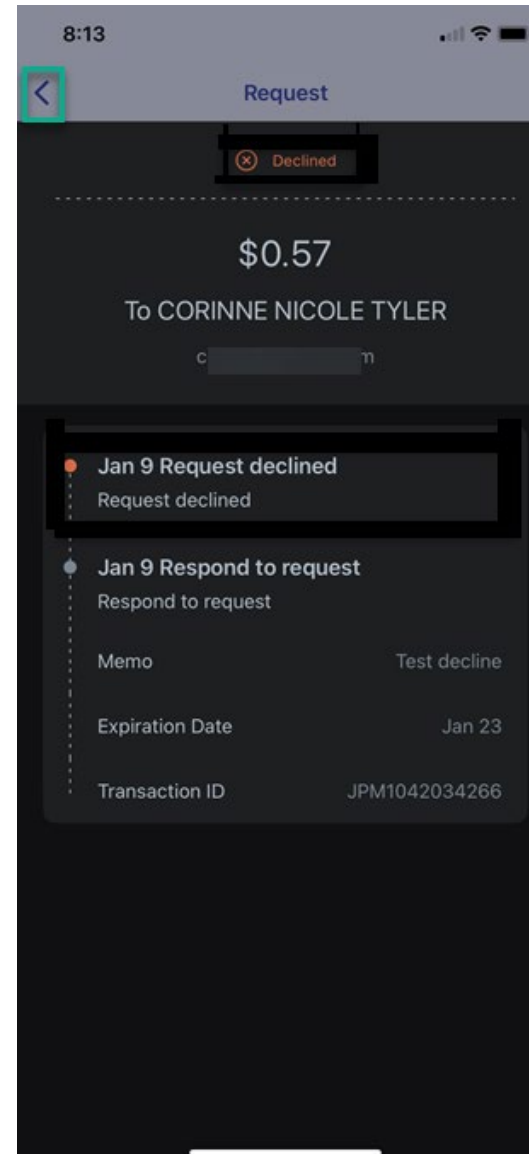 8:13
Request
Declined
$0.57
To CORINNE NICOLE TYLER
c m
Jan 9 Request declined
Request declined
Jan 9 Respond to request
Respond to request
Memo Test decline
Expiration Date Jan 23
Transaction ID JPM1042034266